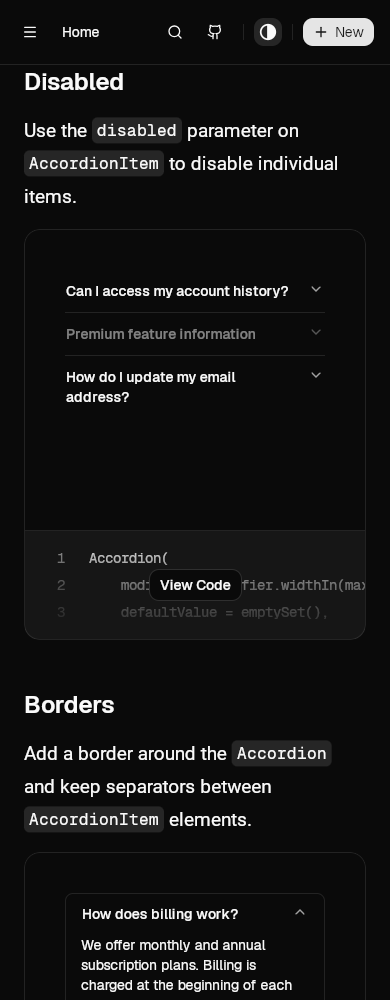 Home
New
Disabled
Use the disabled parameter on
AccordionItem to disable individual
items.
Can I access my account history?
Premium feature information
How do I update my email
address?
1 Accordion(
2 fier.widthIn(max
View Code
3 defaultValue = emptySet(),
Borders
Add a border around the Accordion
and keep separators between
AccordionItem elements.
How does billing work?
We offer monthly and annual
subscription plans. Billing is
charged at the beginning of each